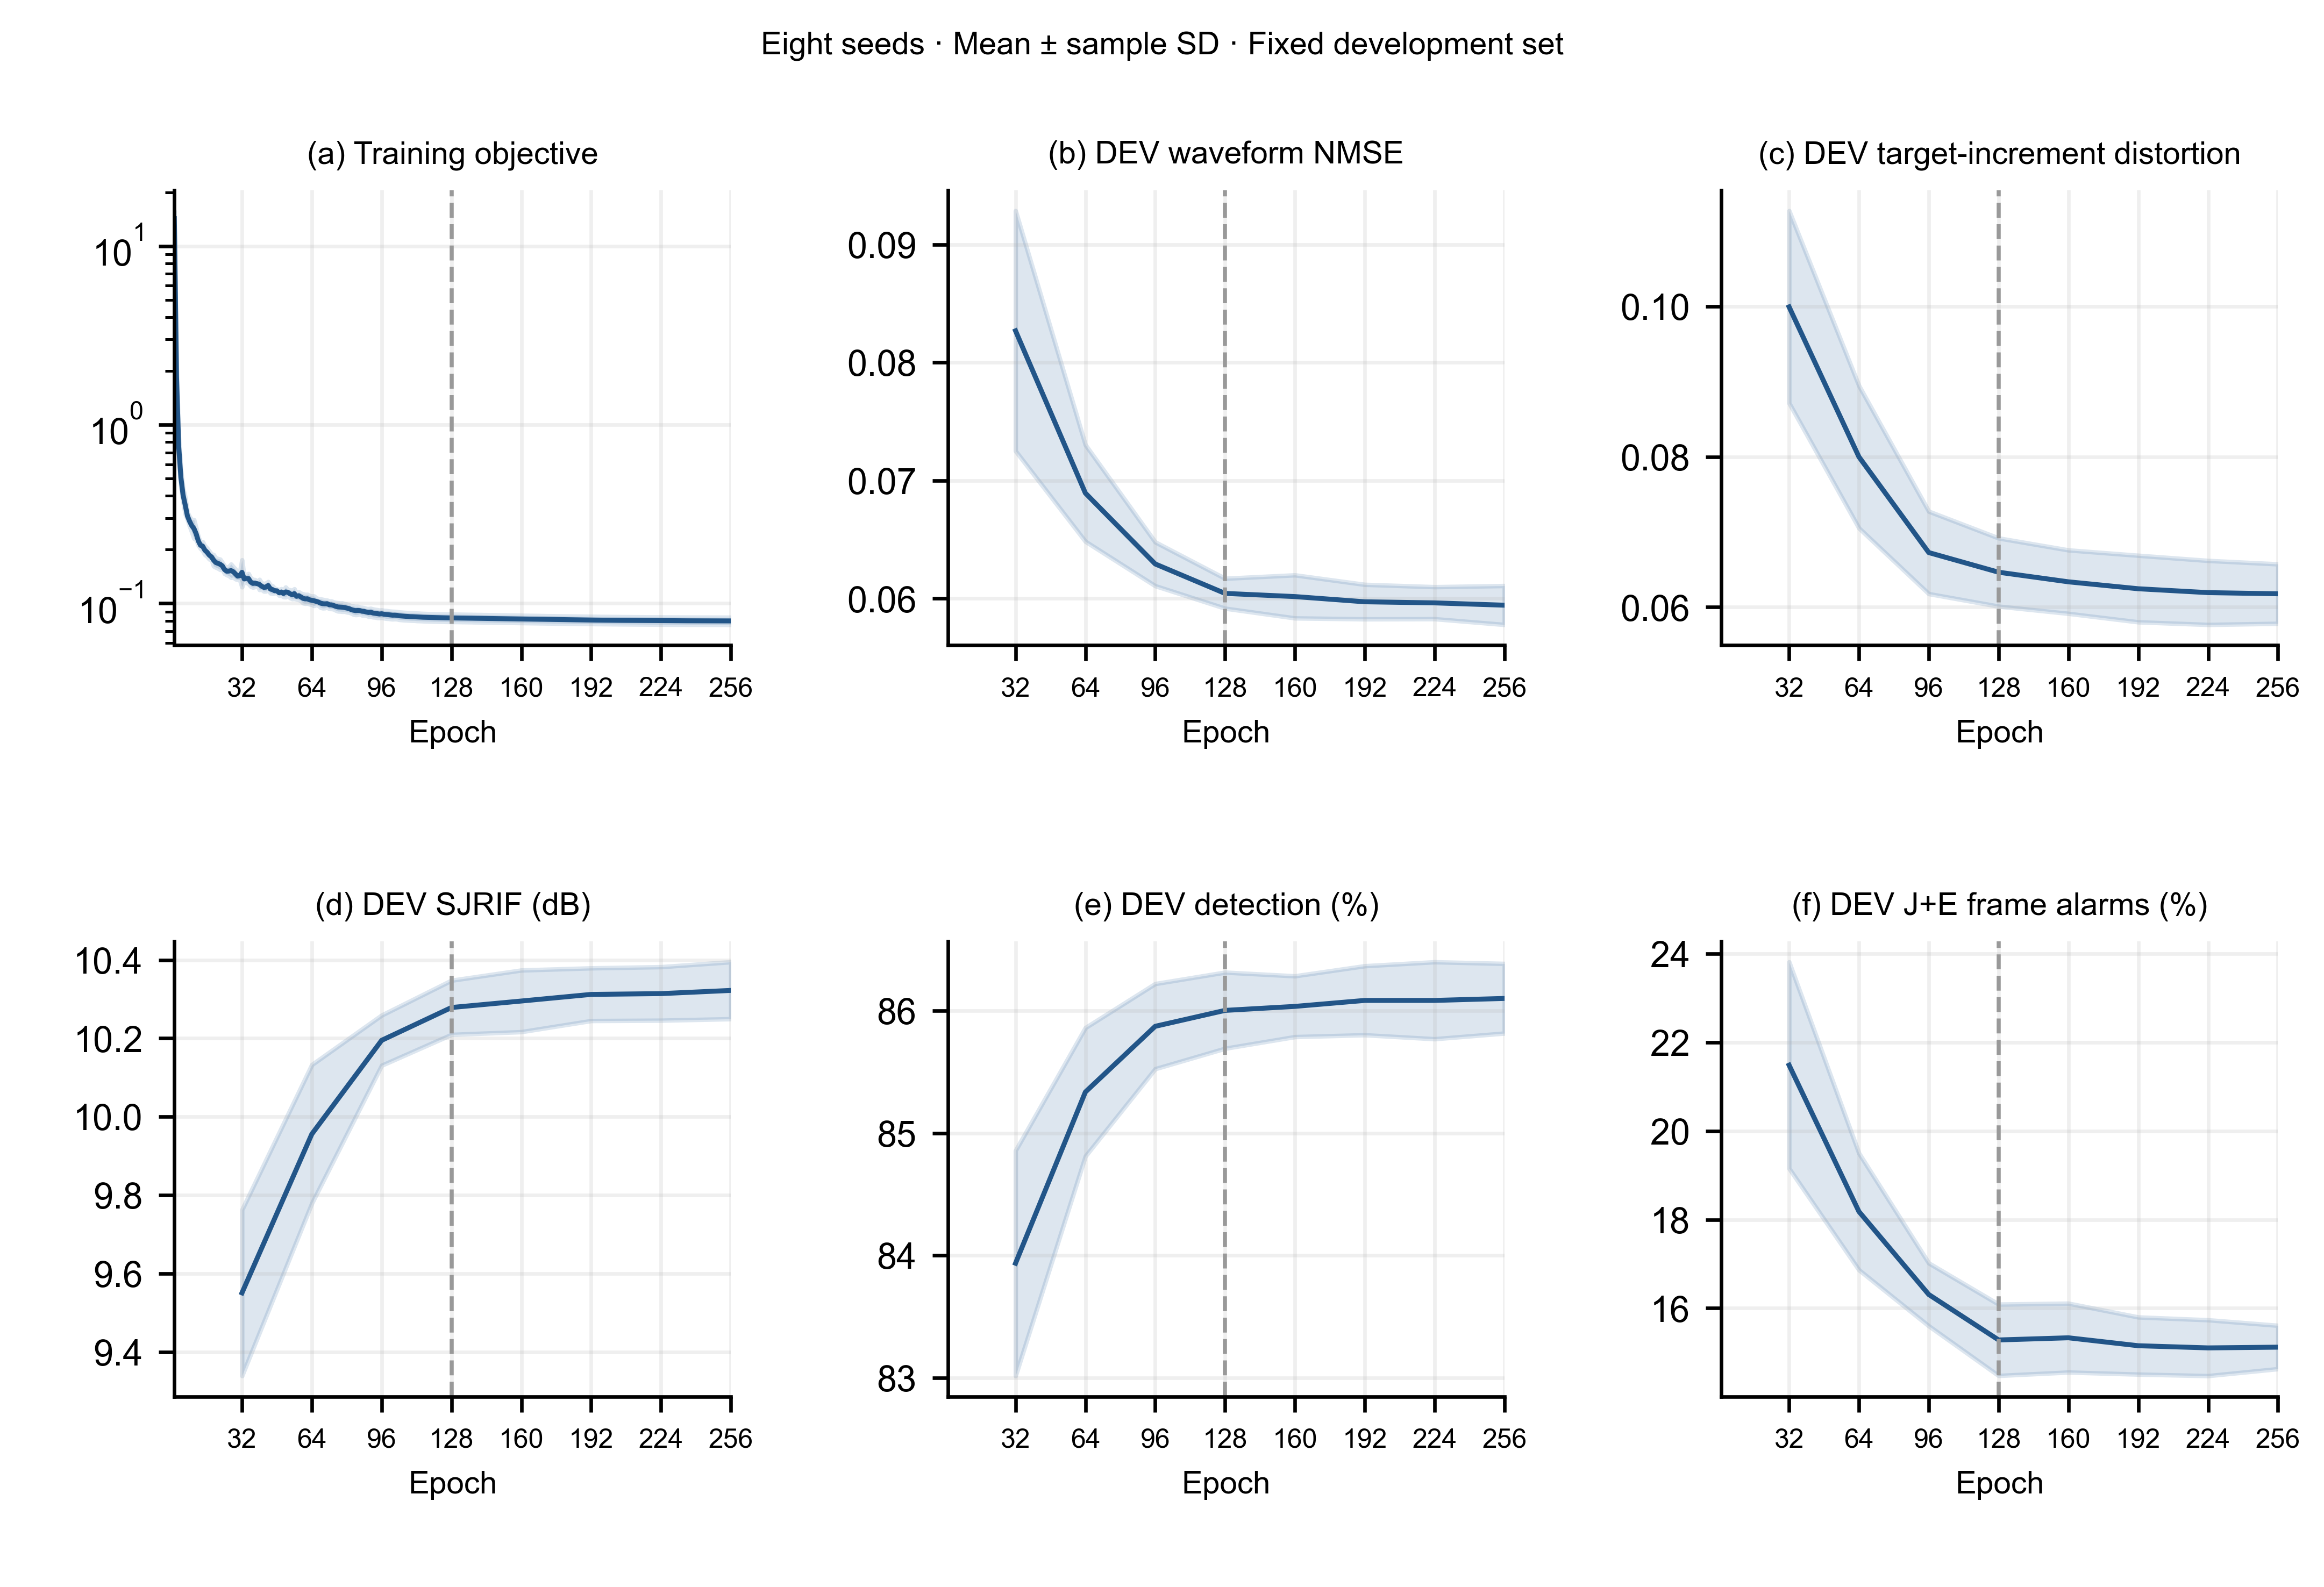 Eight seeds · Mean ± sample SD · Fixed development set
(a) Training objective
10^1
10^0
10^−1
32 64 96 128 160 192 224 256
Epoch
(b) DEV waveform NMSE
0.09
0.08
0.07
0.06
32 64 96 128 160 192 224 256
Epoch
(c) DEV target-increment distortion
0.10
0.08
0.06
32 64 96 128 160 192 224 256
Epoch
(d) DEV SJRIF (dB)
10.4
10.2
10.0
9.8
9.6
9.4
32 64 96 128 160 192 224 256
Epoch
(e) DEV detection (%)
86
85
84
83
32 64 96 128 160 192 224 256
Epoch
(f) DEV J+E frame alarms (%)
24
22
20
18
16
32 64 96 128 160 192 224 256
Epoch